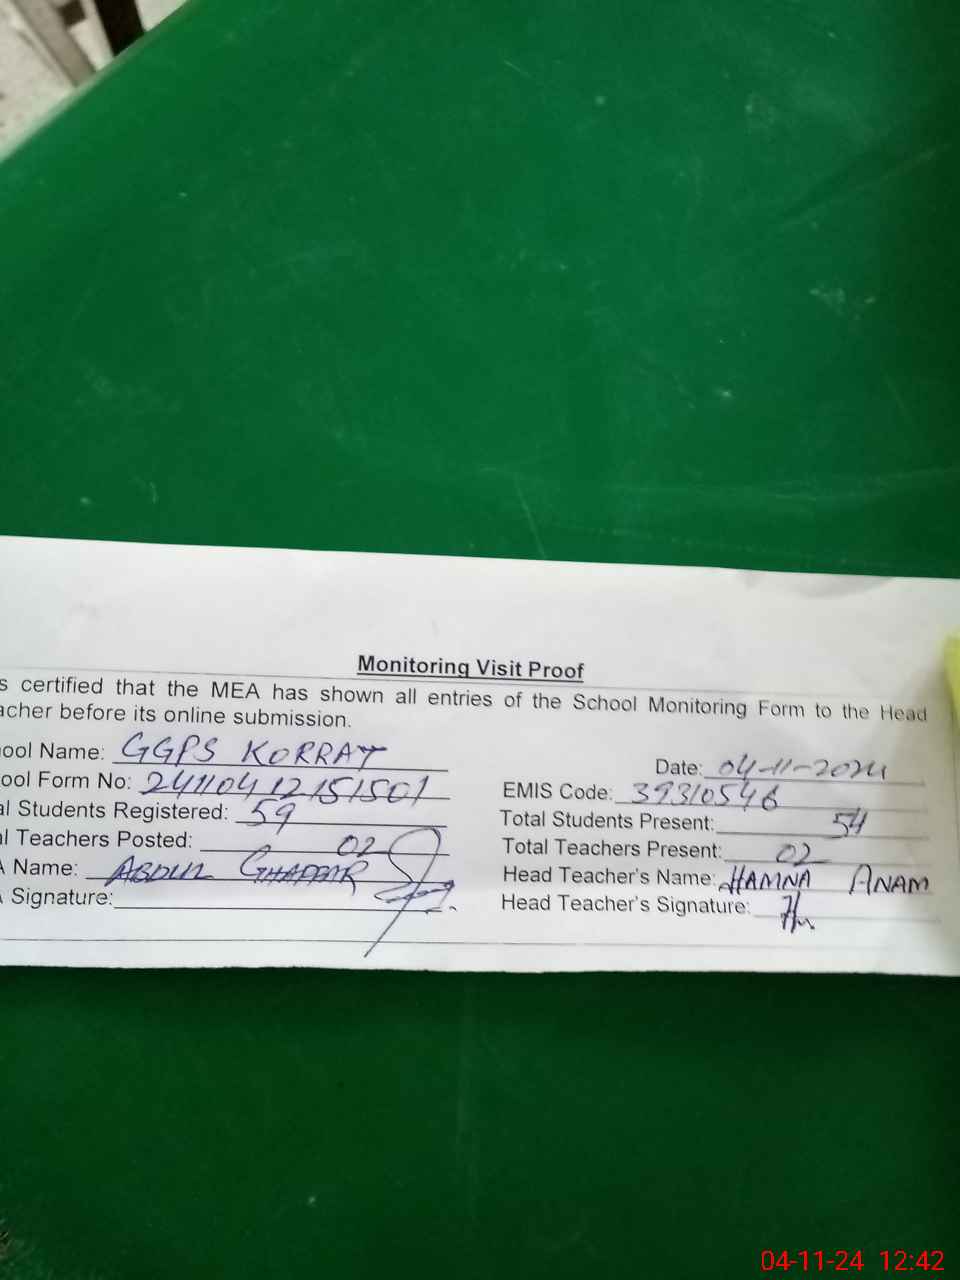 Monitoring Visit Proof
s certified that the MEA has shown all entries of the School Monitoring Form to the Head
acher before its online submission.
ool Name: GGPS KORRAT
Date: 04-11-2024
ool Form No: 24110412151501
EMIS Code: 39310546
al Students Registered: 59
Total Students Present: 54
al Teachers Posted: 02
Total Teachers Present: 02
A Name: ABDUL GHAFFAR
Head Teacher's Name: HAMNA ANAM
A Signature:
Head Teacher's Signature:
04-11-24 12:42